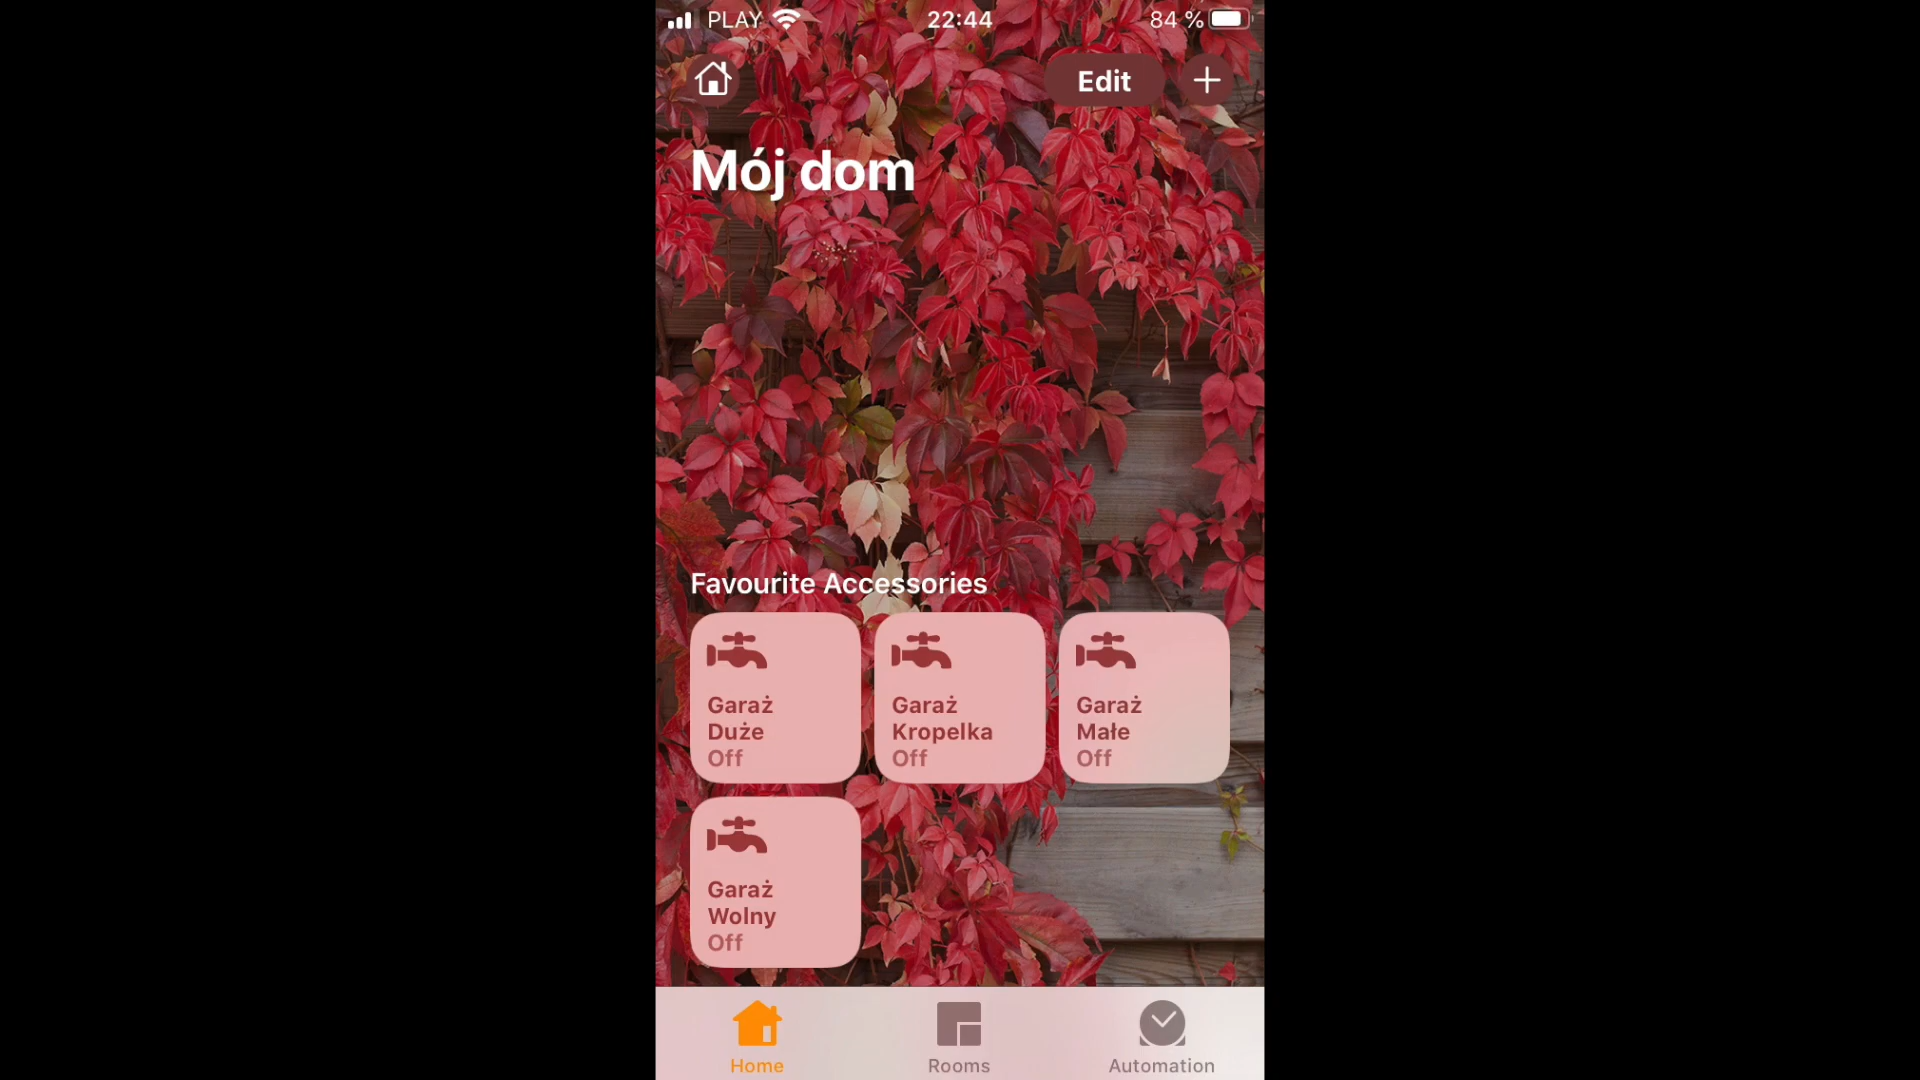 PLAY 22:44 84 %
Edit
Mój dom
Favourite Accessories
Garaż
Duże
Off
Garaż
Kropelka
Off
Garaż
Małe
Off
Garaż
Wolny
Off
Home Rooms Automation